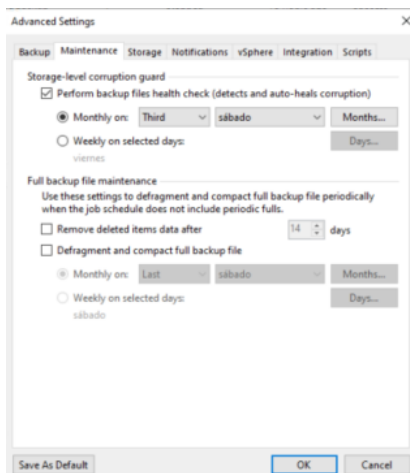 Advanced Settings
Backup Maintenance Storage Notifications vSphere Integration Scripts
Storage-level corruption guard
Perform backup files health check (detects and auto-heals corruption)
Monthly on: Third sábado Months...
Weekly on selected days: Days...
viernes
Full backup file maintenance
Use these settings to defragment and compact full backup file periodically
when the job schedule does not include periodic fulls.
Remove deleted items data after 14 days
Defragment and compact full backup file
Monthly on: Last sábado Months...
Weekly on selected days: Days...
sábado
Save As Default OK Cancel